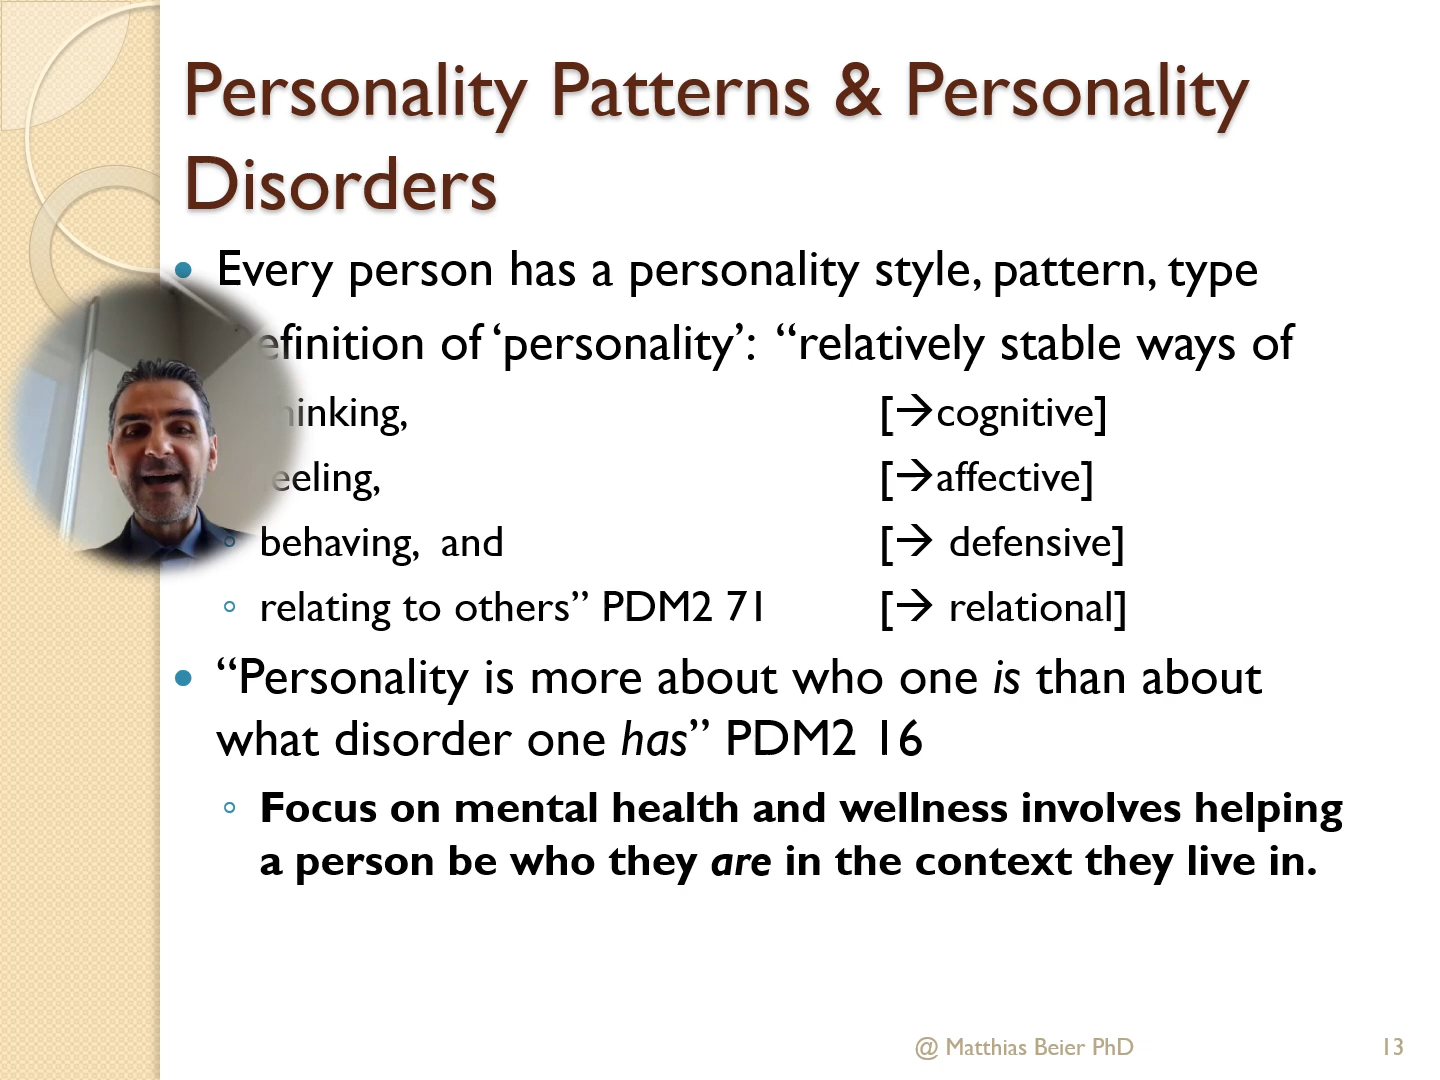 Personality Patterns & Personality
Disorders
• Every person has a personality style, pattern, type
efinition of ‘personality’: “relatively stable ways of
hinking, [→cognitive]
eeling, [→affective]
◦ behaving, and [→ defensive]
◦ relating to others” PDM2 71 [→ relational]
• “Personality is more about who one is than about
what disorder one has” PDM2 16
◦ Focus on mental health and wellness involves helping
a person be who they are in the context they live in.
@ Matthias Beier PhD 13